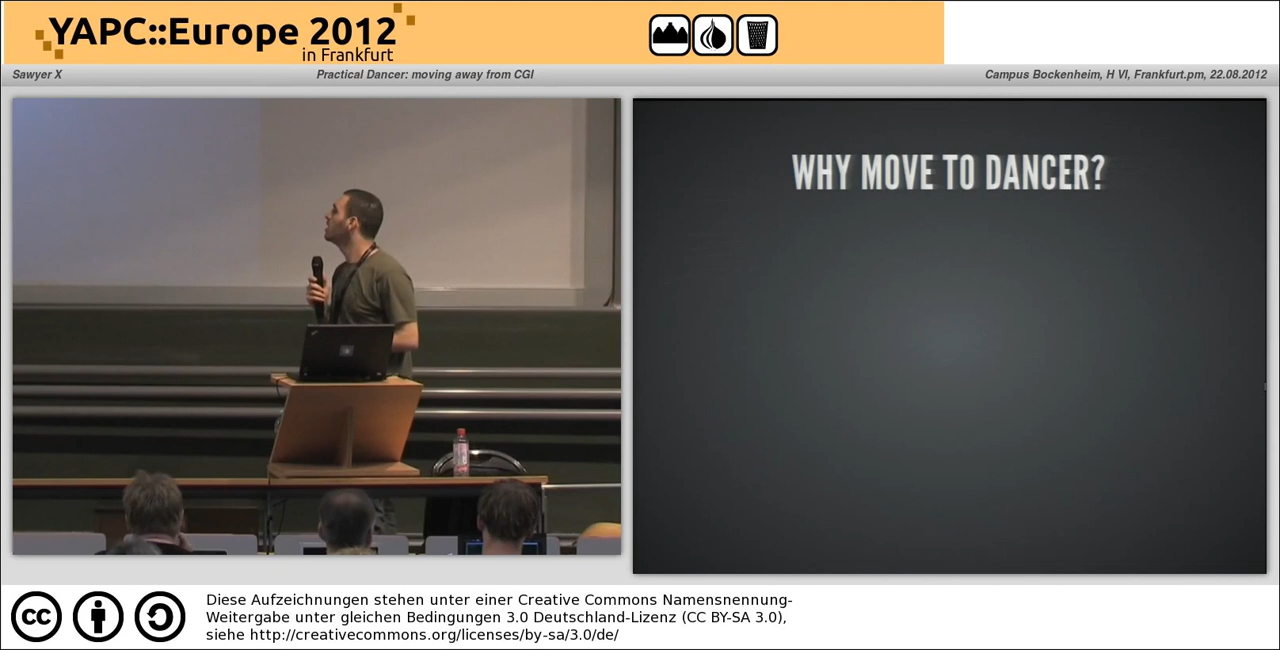 YAPC::Europe 2012
in Frankfurt
Sawyer X
Practical Dancer: moving away from CGI
Campus Bockenheim, H VI, Frankfurt.pm, 22.08.2012
WHY MOVE TO DANCER?
cc
Diese Aufzeichnungen stehen unter einer Creative Commons Namensnennung-
Weitergabe unter gleichen Bedingungen 3.0 Deutschland-Lizenz (CC BY-SA 3.0),
siehe http://creativecommons.org/licenses/by-sa/3.0/de/